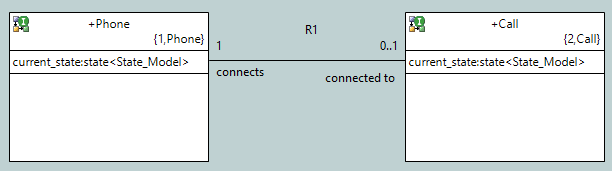 +Phone
{1,Phone}
current_state:state<State_Model>
R1
1
0..1
connects
connected to
+Call
{2,Call}
current_state:state<State_Model>